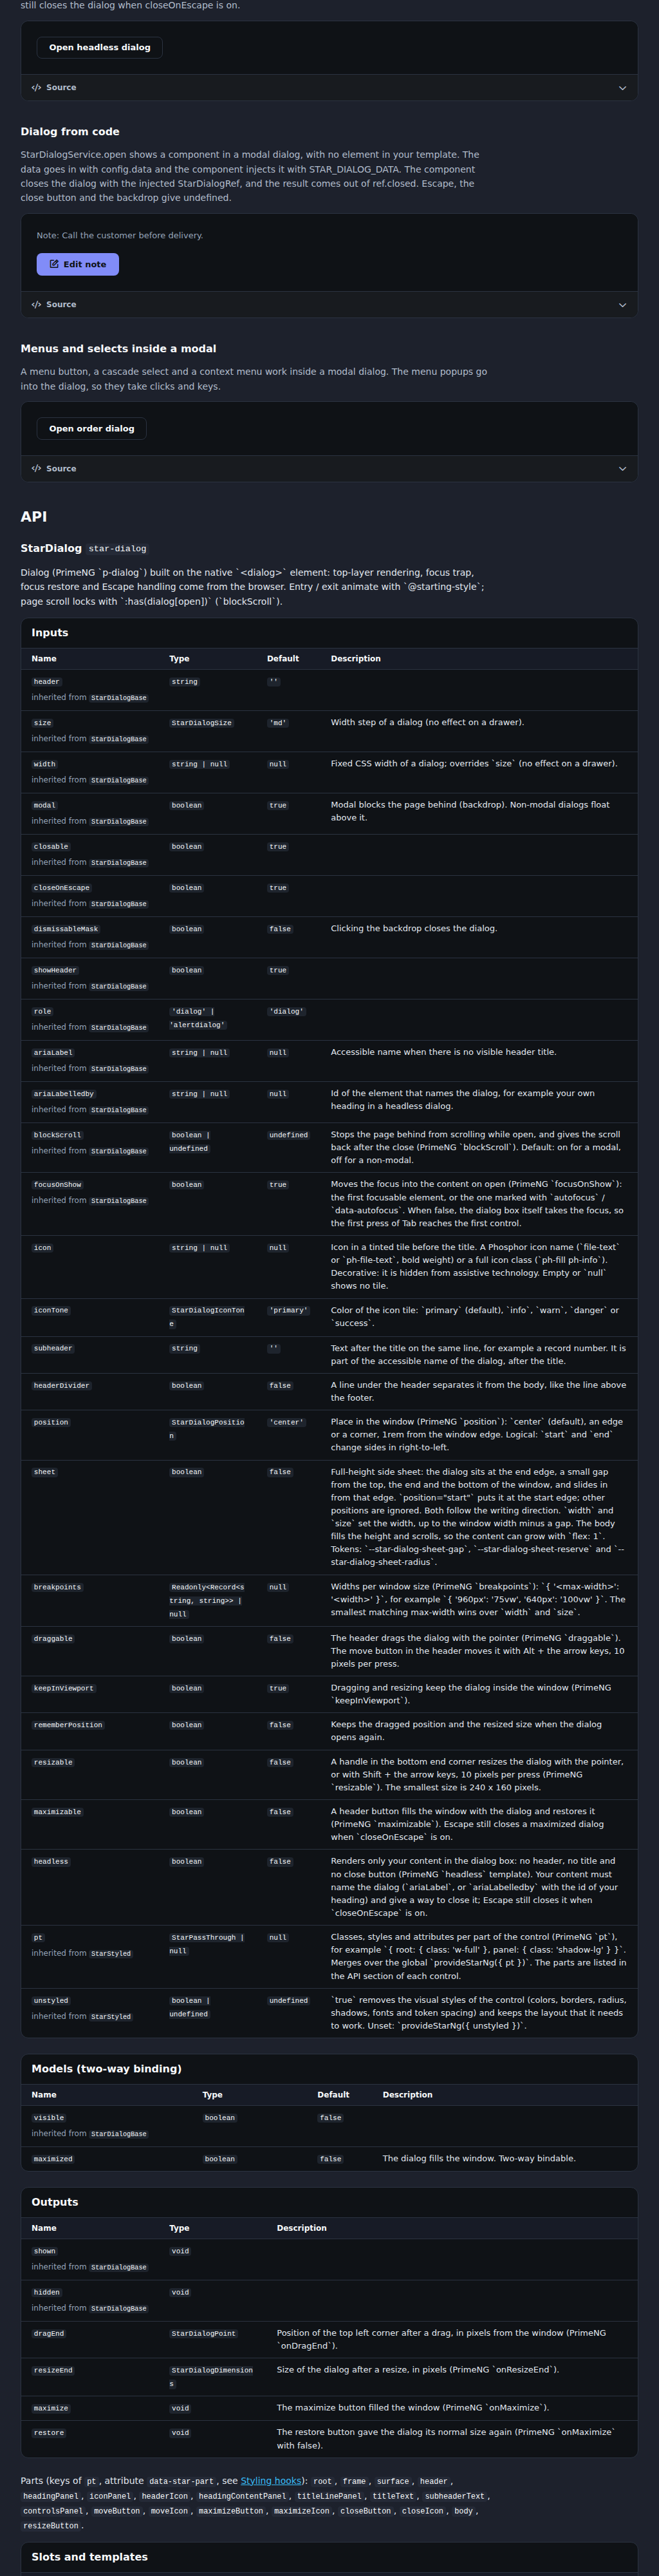 still closes the dialog when closeOnEscape is on.
Open headless dialog
Source
Dialog from code
StarDialogService.open shows a component in a modal dialog, with no element in your template. The
data goes in with config.data and the component injects it with STAR_DIALOG_DATA. The component
closes the dialog with the injected StarDialogRef, and the result comes out of ref.closed. Escape, the
close button and the backdrop give undefined.
Note: Call the customer before delivery.
Edit note
Source
Menus and selects inside a modal
A menu button, a cascade select and a context menu work inside a modal dialog. The menu popups go
into the dialog, so they take clicks and keys.
Open order dialog
Source
API
StarDialog star-dialog
Dialog (PrimeNG `p-dialog`) built on the native `<dialog>` element: top-layer rendering, focus trap,
focus restore and Escape handling come from the browser. Entry / exit animate with `@starting-style`;
page scroll locks with `:has(dialog[open])` (`blockScroll`).
Inputs
Name Type Default Description
header string ''
inherited from StarDialogBase
size StarDialogSize 'md' Width step of a dialog (no effect on a drawer).
inherited from StarDialogBase
width string | null null Fixed CSS width of a dialog; overrides `size` (no effect on a drawer).
inherited from StarDialogBase
modal boolean true Modal blocks the page behind (backdrop). Non-modal dialogs float
above it.
inherited from StarDialogBase
closable boolean true
inherited from StarDialogBase
closeOnEscape boolean true
inherited from StarDialogBase
dismissableMask boolean false Clicking the backdrop closes the dialog.
inherited from StarDialogBase
showHeader boolean true
inherited from StarDialogBase
role 'dialog' | 'dialog'
'alertdialog'
inherited from StarDialogBase
ariaLabel string | null null Accessible name when there is no visible header title.
inherited from StarDialogBase
ariaLabelledby string | null null Id of the element that names the dialog, for example your own
heading in a headless dialog.
inherited from StarDialogBase
blockScroll boolean | undefined Stops the page behind from scrolling while open, and gives the scroll
undefined back after the close (PrimeNG `blockScroll`). Default: on for a modal,
inherited from StarDialogBase
off for a non-modal.
focusOnShow boolean true Moves the focus into the content on open (PrimeNG `focusOnShow`):
inherited from StarDialogBase the first focusable element, or the one marked with `autofocus` /
`data-autofocus`. When false, the dialog box itself takes the focus, so
the first press of Tab reaches the first control.
icon string | null null Icon in a tinted tile before the title. A Phosphor icon name (`file-text`
or `ph-file-text`, bold weight) or a full icon class (`ph-fill ph-info`).
Decorative: it is hidden from assistive technology. Empty or `null`
shows no tile.
iconTone StarDialogIconTon 'primary' Color of the icon tile: `primary` (default), `info`, `warn`, `danger` or
e `success`.
subheader string '' Text after the title on the same line, for example a record number. It is
part of the accessible name of the dialog, after the title.
headerDivider boolean false A line under the header separates it from the body, like the line above
the footer.
position StarDialogPositio 'center' Place in the window (PrimeNG `position`): `center` (default), an edge
n or a corner, 1rem from the window edge. Logical: `start` and `end`
change sides in right-to-left.
sheet boolean false Full-height side sheet: the dialog sits at the end edge, a small gap
from the top, the end and the bottom of the window, and slides in
from that edge. `position="start"` puts it at the start edge; other
positions are ignored. Both follow the writing direction. `width` and
`size` set the width, up to the window width minus a gap. The body
fills the height and scrolls, so the content can grow with `flex: 1`.
Tokens: `--star-dialog-sheet-gap`, `--star-dialog-sheet-reserve` and `--
star-dialog-sheet-radius`.
breakpoints Readonly<Record<s null Widths per window size (PrimeNG `breakpoints`): `{ '<max-width>':
tring, string>> | '<width>' }`, for example `{ '960px': '75vw', '640px': '100vw' }`. The
null smallest matching max-width wins over `width` and `size`.
draggable boolean false The header drags the dialog with the pointer (PrimeNG `draggable`).
The move button in the header moves it with Alt + the arrow keys, 10
pixels per press.
keepInViewport boolean true Dragging and resizing keep the dialog inside the window (PrimeNG
`keepInViewport`).
rememberPosition boolean false Keeps the dragged position and the resized size when the dialog
opens again.
resizable boolean false A handle in the bottom end corner resizes the dialog with the pointer,
or with Shift + the arrow keys, 10 pixels per press (PrimeNG
`resizable`). The smallest size is 240 x 160 pixels.
maximizable boolean false A header button fills the window with the dialog and restores it
(PrimeNG `maximizable`). Escape still closes a maximized dialog
when `closeOnEscape` is on.
headless boolean false Renders only your content in the dialog box: no header, no title and
no close button (PrimeNG `headless` template). Your content must
name the dialog (`ariaLabel`, or `ariaLabelledby` with the id of your
heading) and give a way to close it; Escape still closes it when
`closeOnEscape` is on.
pt StarPassThrough | null Classes, styles and attributes per part of the control (PrimeNG `pt`),
null for example `{ root: { class: 'w-full' }, panel: { class: 'shadow-lg' } }`.
inherited from StarStyled
Merges over the global `provideStarNg({ pt })`. The parts are listed in
the API section of each control.
unstyled boolean | undefined `true` removes the visual styles of the control (colors, borders, radius,
undefined shadows, fonts and token spacing) and keeps the layout that it needs
inherited from StarStyled
to work. Unset: `provideStarNg({ unstyled })`.
Models (two-way binding)
Name Type Default Description
visible boolean false
inherited from StarDialogBase
maximized boolean false The dialog fills the window. Two-way bindable.
Outputs
Name Type Description
shown void
inherited from StarDialogBase
hidden void
inherited from StarDialogBase
dragEnd StarDialogPoint Position of the top left corner after a drag, in pixels from the window (PrimeNG
`onDragEnd`).
resizeEnd StarDialogDimension Size of the dialog after a resize, in pixels (PrimeNG `onResizeEnd`).
s
maximize void The maximize button filled the window (PrimeNG `onMaximize`).
restore void The restore button gave the dialog its normal size again (PrimeNG `onMaximize`
with false).
Parts (keys of pt, attribute data-star-part, see Styling hooks): root, frame, surface, header,
headingPanel, iconPanel, headerIcon, headingContentPanel, titleLinePanel, titleText, subheaderText,
controlsPanel, moveButton, moveIcon, maximizeButton, maximizeIcon, closeButton, closeIcon, body,
resizeButton.
Slots and templates